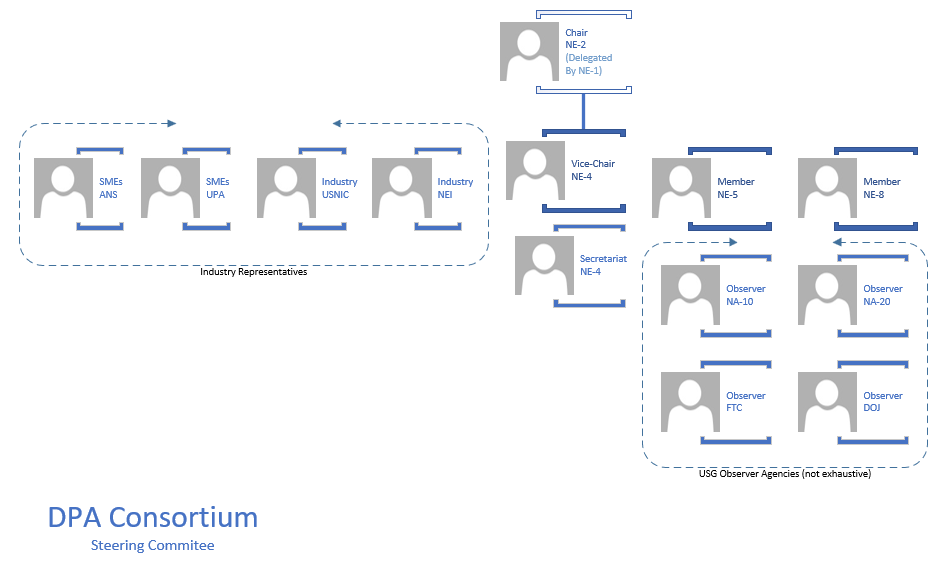 Chair
NE-2
(Delegated
By NE-1)
SMEs
ANS
SMEs
UPA
Industry
USNIC
Industry
NEI
Industry Representatives
Vice-Chair
NE-4
Secretariat
NE-4
Member
NE-5
Member
NE-8
Observer
NA-10
Observer
NA-20
Observer
FTC
Observer
DOJ
USG Observer Agencies (not exhaustive)
DPA Consortium
Steering Commitee